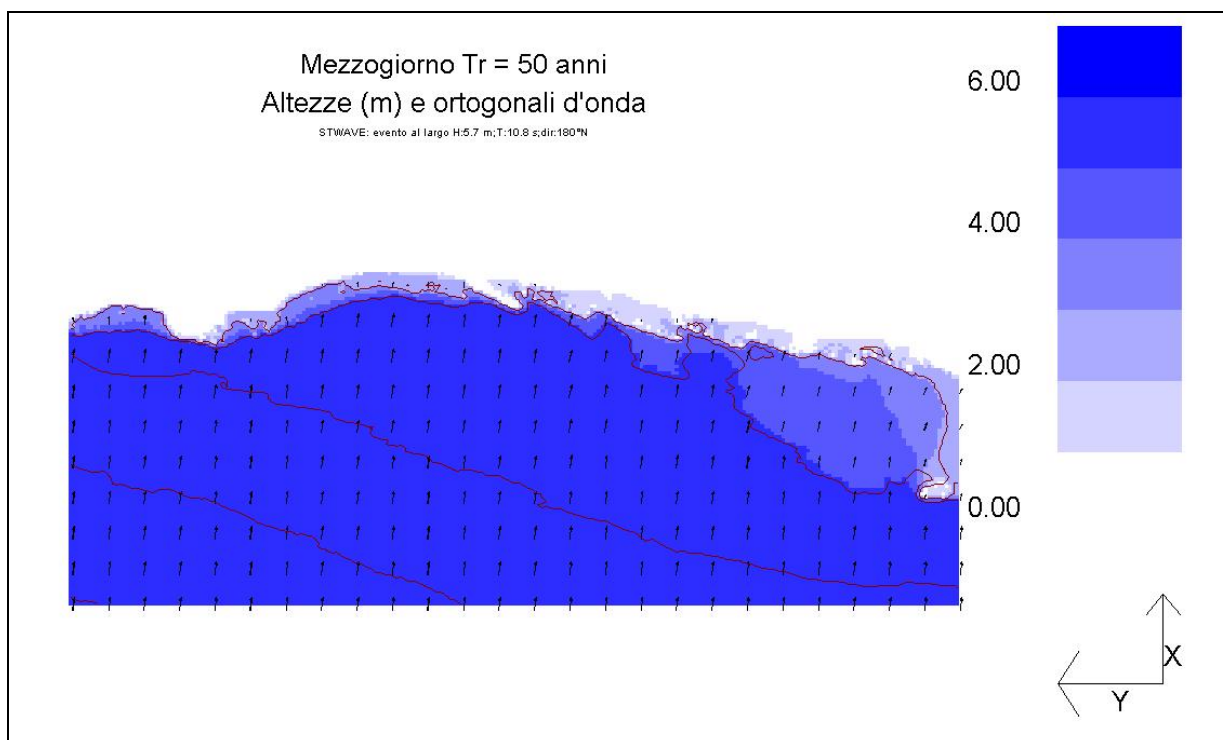 Mezzogiorno Tr = 50 anni
Altezze (m) e ortogonali d'onda
STWAVE: evento al largo H:5.7 m;T:10.8 s;dir:180°N
6.00
4.00
2.00
0.00
X
Y